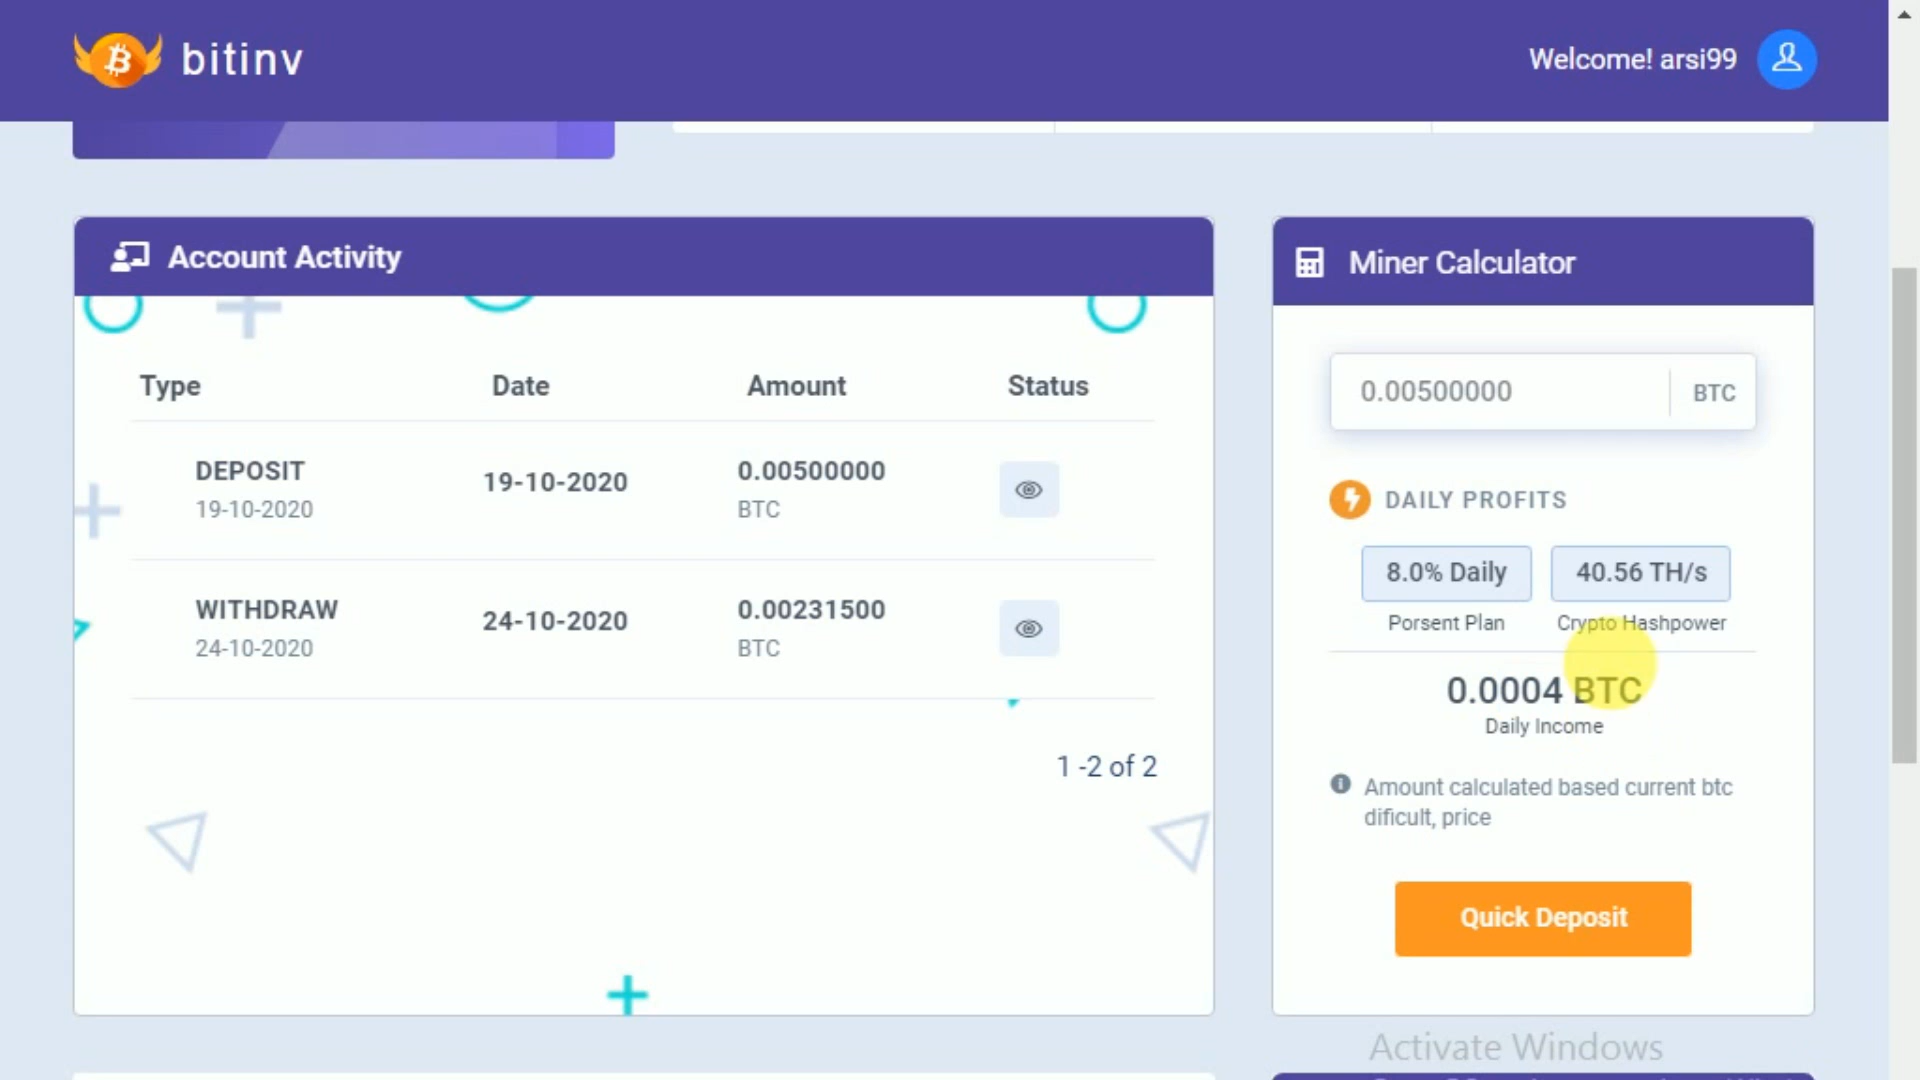 bitinv
Welcome! arsi99
Account Activity
Type Date Amount Status
DEPOSIT
19-10-2020
19-10-2020
0.00500000
BTC
WITHDRAW
24-10-2020
24-10-2020
0.00231500
BTC
1 -2 of 2
Miner Calculator
0.00500000 BTC
DAILY PROFITS
8.0% Daily 40.56 TH/s
Porsent Plan Crypto Hashpower
0.0004 BTC
Daily Income
Amount calculated based current btc
dificult, price
Quick Deposit
Activate Windows